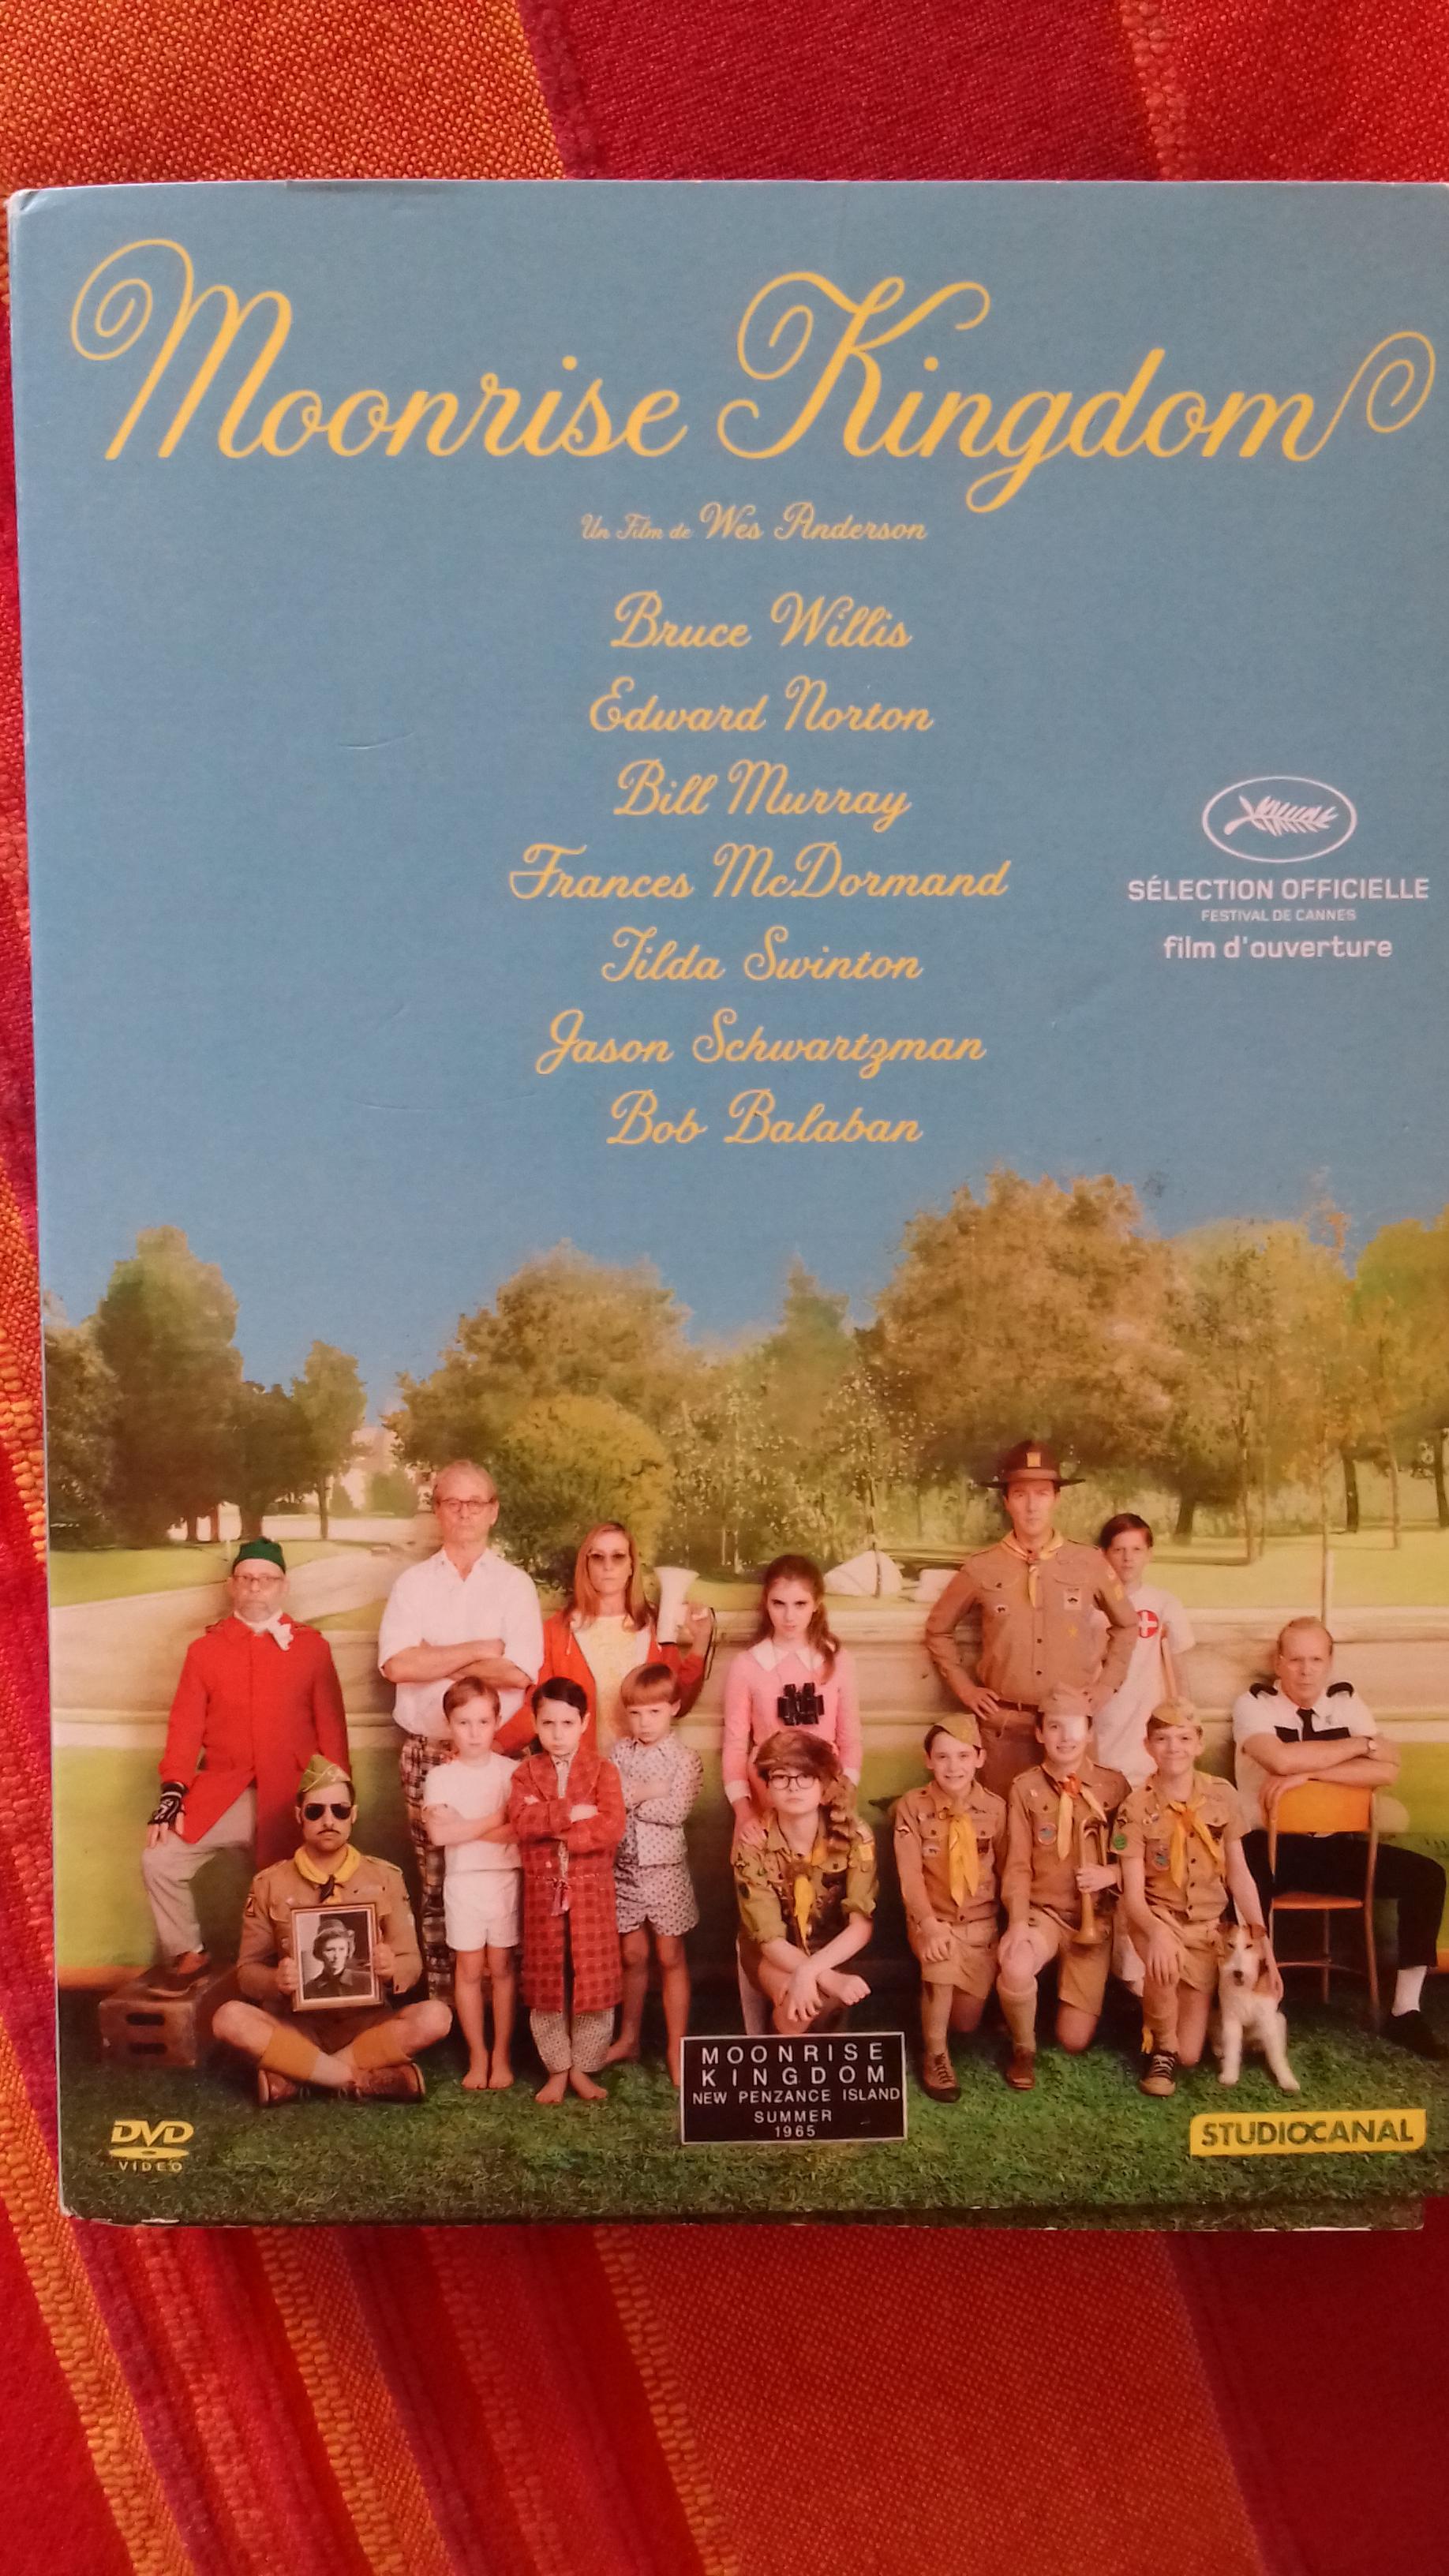 Moonrise Kingdom
Un Film de Wes Anderson
Bruce Willis
Edward Norton
Bill Murray
Frances McDormand
Tilda Swinton
Jason Schwartzman
Bob Balaban
SÉLECTION OFFICIELLE
FESTIVAL DE CANNES
film d'ouverture
MOONRISE
KINGDOM
NEW PENZANCE ISLAND
SUMMER
1965
DVD
VIDEO
STUDIOCANAL